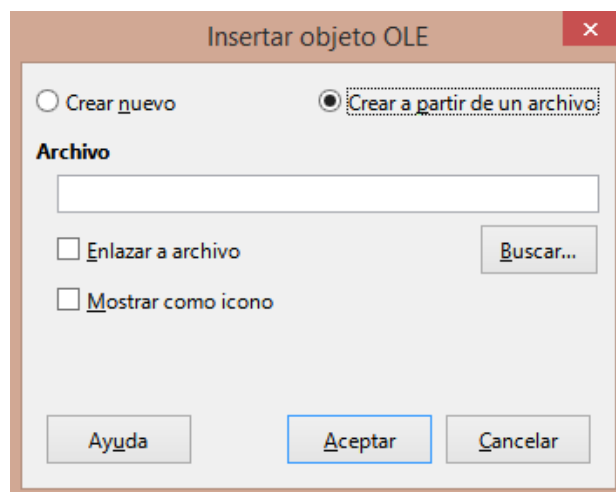 Insertar objeto OLE
Crear nuevo
Crear a partir de un archivo
Archivo
Enlazar a archivo
Buscar...
Mostrar como icono
Ayuda
Aceptar
Cancelar